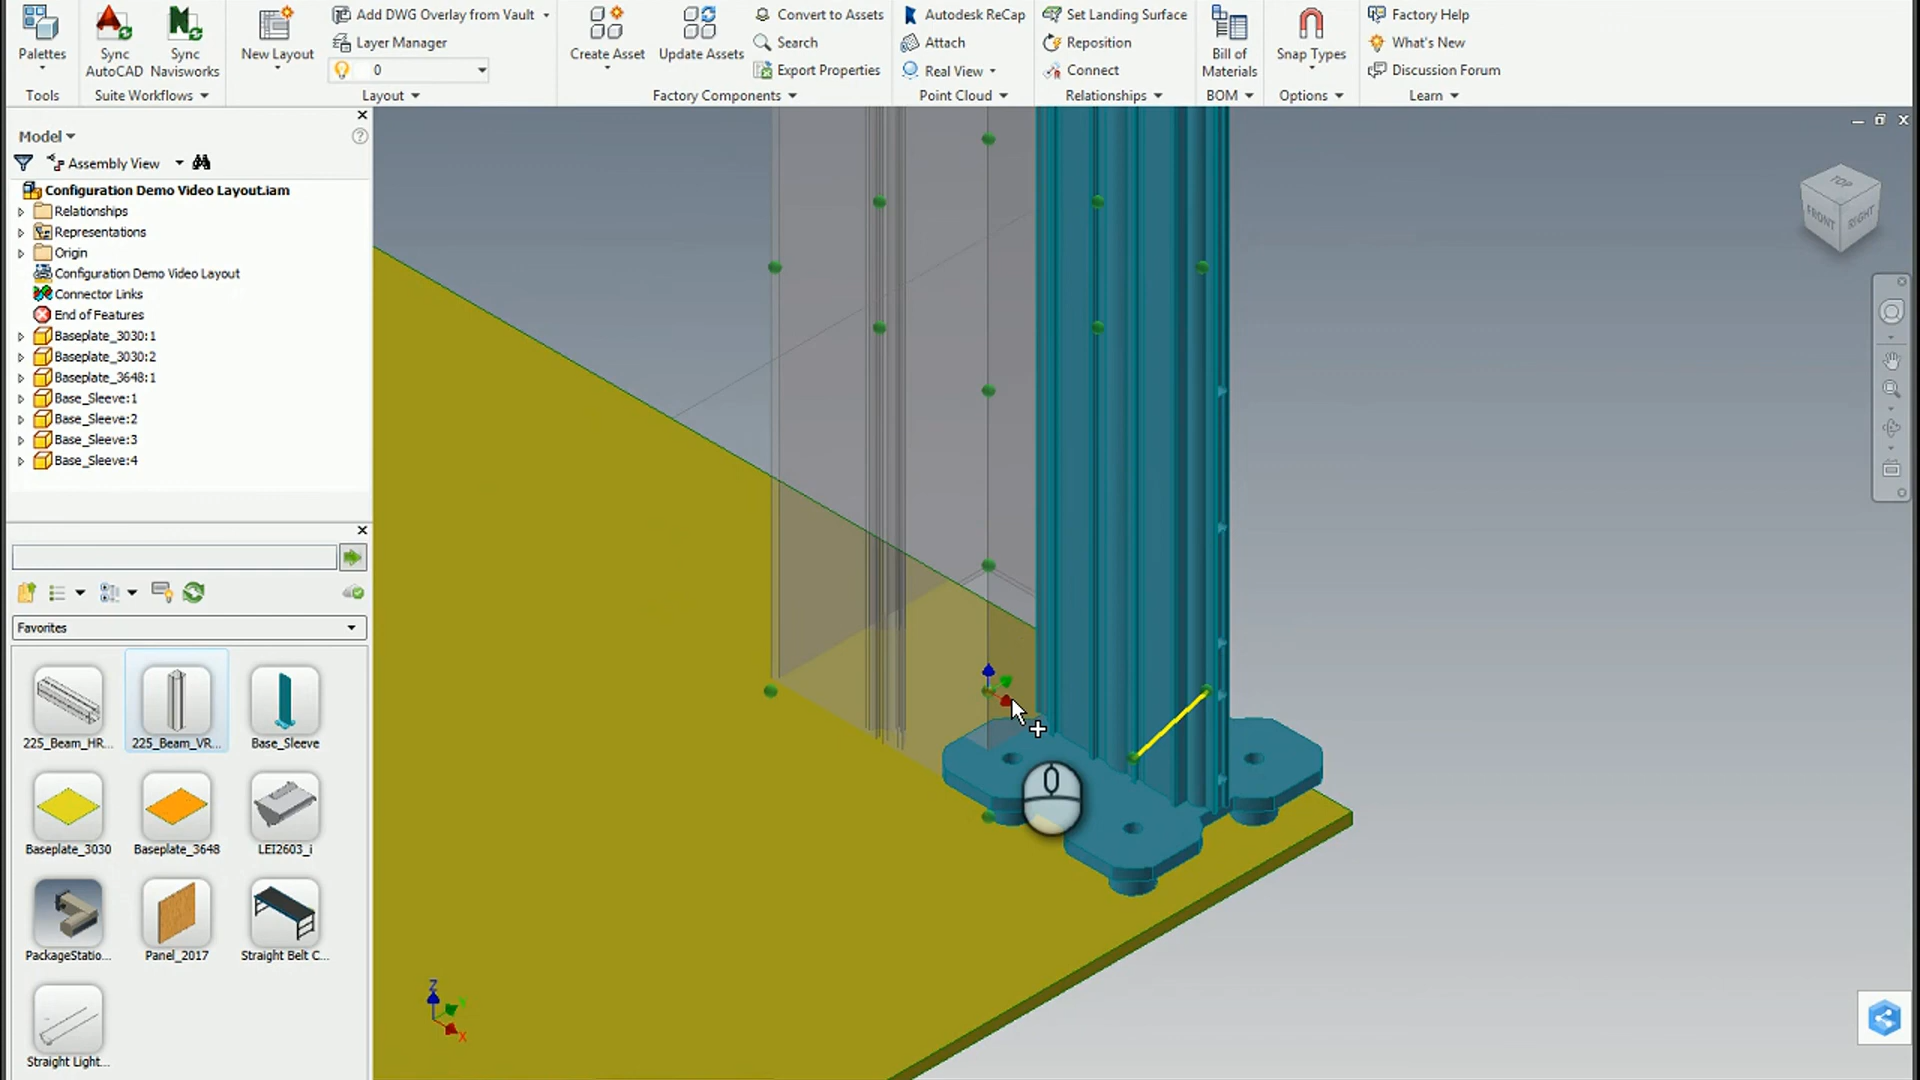 Palettes
Tools
Sync AutoCAD
Sync Navisworks
Suite Workflows
New Layout
Add DWG Overlay from Vault
Layer Manager
0
Layout
Create Asset
Update Assets
Convert to Assets
Search
Export Properties
Factory Components
Autodesk ReCap
Attach
Real View
Point Cloud
Set Landing Surface
Reposition
Connect
Relationships
Bill of Materials
BOM
Snap Types
Options
Factory Help
What's New
Discussion Forum
Learn
Model
Assembly View
Configuration Demo Video Layout.iam
Relationships
Representations
Origin
Configuration Demo Video Layout
Connector Links
End of Features
Baseplate_3030:1
Baseplate_3030:2
Baseplate_3648:1
Base_Sleeve:1
Base_Sleeve:2
Base_Sleeve:3
Base_Sleeve:4
Favorites
225_Beam_HR...
225_Beam_VR...
Base_Sleeve
Baseplate_3030
Baseplate_3648
LEI2603_i
PackageStatio...
Panel_2017
Straight Belt C...
Straight Light...
TOP
FRONT
RIGHT
Z
Y
X